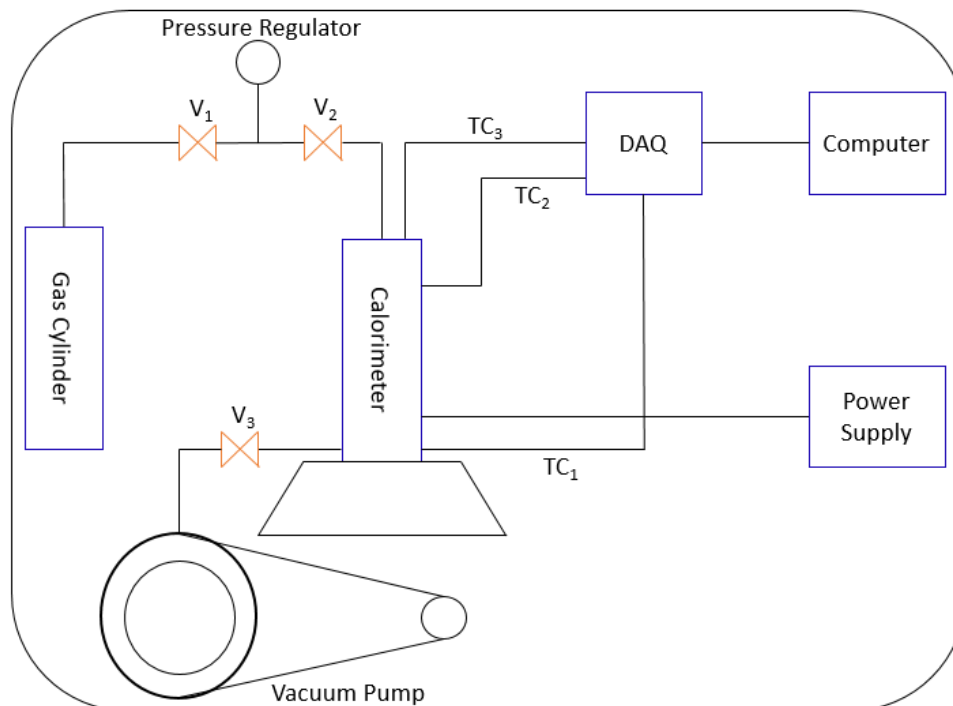 Pressure Regulator
V₁
V₂
TC₃
DAQ
Computer
TC₂
Gas Cylinder
Calorimeter
V₃
Power
Supply
TC₁
Vacuum Pump